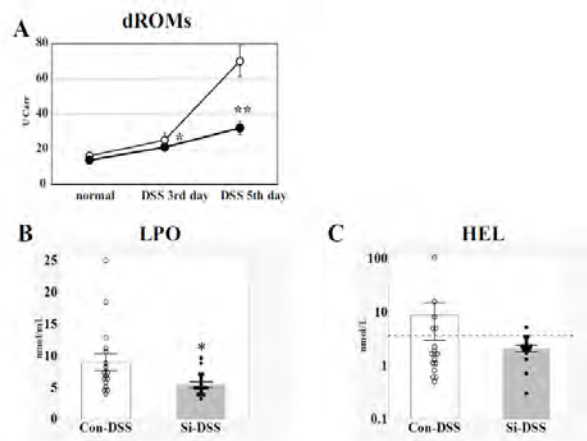 A
dROMs
U Carr
80
60
40
20
0
*
**
normal
DSS 3rd day
DSS 5th day
B
LPO
nmol/mL
25
20
15
10
5
0
*
Con-DSS
Si-DSS
C
HEL
nmol/L
100
10
1
0.1
Con-DSS
Si-DSS